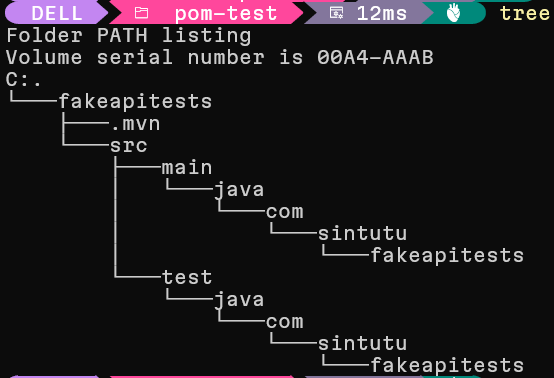 DELL pom-test 12ms tree
Folder PATH listing
Volume serial number is 00A4-AAAB
C:.
└───fakeapitests
    ├───.mvn
    └───src
        ├───main
        │   └───java
        │       └───com
        │           └───sintutu
        │               └───fakeapitests
        └───test
            └───java
                └───com
                    └───sintutu
                        └───fakeapitests